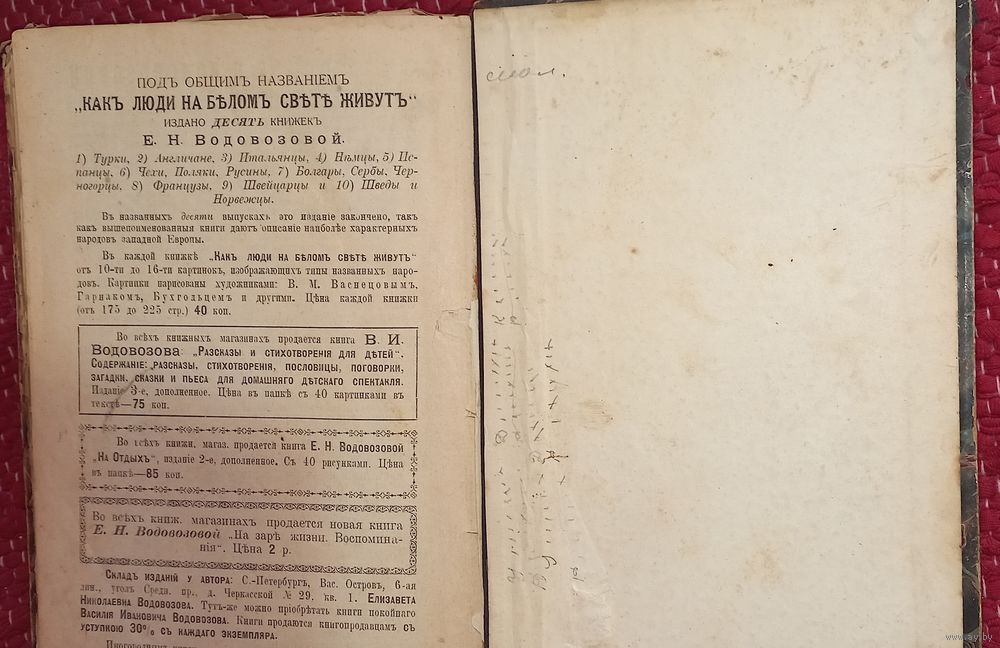 ПОДЪ ОБЩИМЪ НАЗВАНІЕМЪ
„КАКЪ ЛЮДИ НА БѢЛОМЪ СВѢТѢ ЖИВУТЪ“
ИЗДАНО ДЕСЯТЬ КНИЖЕКЪ
Е. Н. Водовозовой.
1) Турки, 2) Англичане, 3) Итальянцы, 4) Нѣмцы, 5) Ис-
панцы, 6) Чехи, Поляки, Русины, 7) Болгары, Сербы, Чер-
ногорцы, 8) Французы, 9) Швейцарцы и 10) Шведы и
Норвежцы.
Въ названныхъ десяти выпускахъ это изданіе закончено, такъ
какъ вышепоименованныя книги даютъ описаніе наиболѣе характерныхъ
народовъ западной Европы.
Въ каждой книжкѣ „Какъ люди на бѣломъ свѣтѣ живутъ“
отъ 10-ти до 16-ти картинокъ, изображающихъ типы названныхъ наро-
довъ. Картинки нарисованы художниками: В. М. Васнецовымъ,
Гарнакомъ, Бухгольцемъ и другими. Цѣна каждой книжки
(отъ 175 до 225 стр.) 40 коп.
Во всѣхъ книжныхъ магазинахъ продается книга В. И.
Водовозова: „Разсказы и стихотворенія для дѣтей“.
Содержаніе: разсказы, стихотворенія, пословицы, поговорки,
загадки, сказки и пьеса для домашняго дѣтскаго спектакля.
Изданіе 3-е, дополненное. Цѣна въ папкѣ съ 40 картинками въ
текстѣ—75 коп.
Во всѣхъ книжн. магаз. продается книга Е. Н. Водовозовой
„На Отдыхъ“, изданіе 2-е, дополненное. Съ 40 рисунками. Цѣна
въ папкѣ—85 коп.
Во всѣхъ книж. магазинахъ продается новая книга
Е. Н. Водовозовой „На зарѣ жизни. Воспомина-
нія“. Цѣна 2 р.
Складъ изданій у автора: С.-Петербургъ, Вас. Островъ, 6-ая
лин., уголъ Средн. пр., д. Черкасской № 29, кв. 1. Елизавета
Николаевна Водовозова. Тутъ-же можно пріобрѣтать книги покойнаго
Василія Ивановича Водовозова. Книги продаются книгопродавцамъ съ
уступкою 30% съ каждаго экземпляра.
www.ay.by